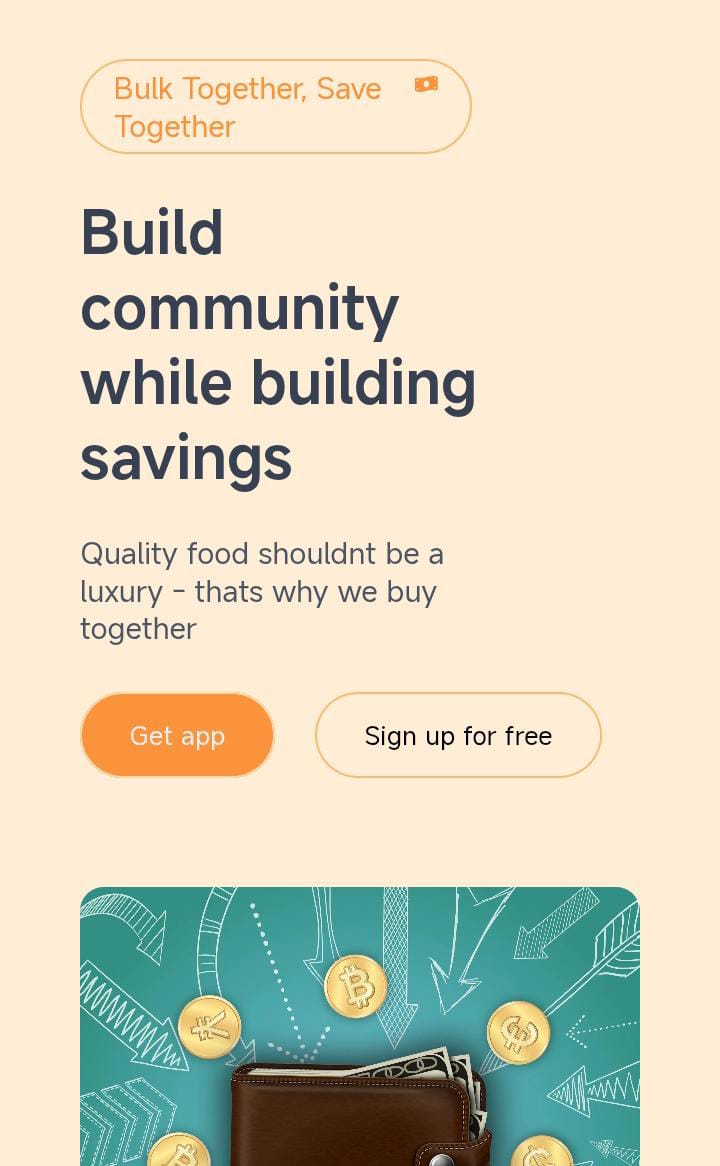 Bulk Together, Save
Together
Build
community
while building
savings
Quality food shouldnt be a
luxury - thats why we buy
together
Get app
Sign up for free